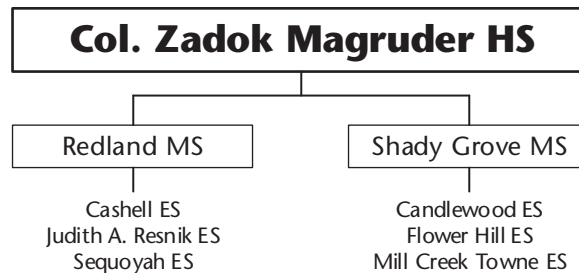 Col. Zadok Magruder HS
Redland MS
Cashell ES
Judith A. Resnik ES
Sequoyah ES
Shady Grove MS
Candlewood ES
Flower Hill ES
Mill Creek Towne ES